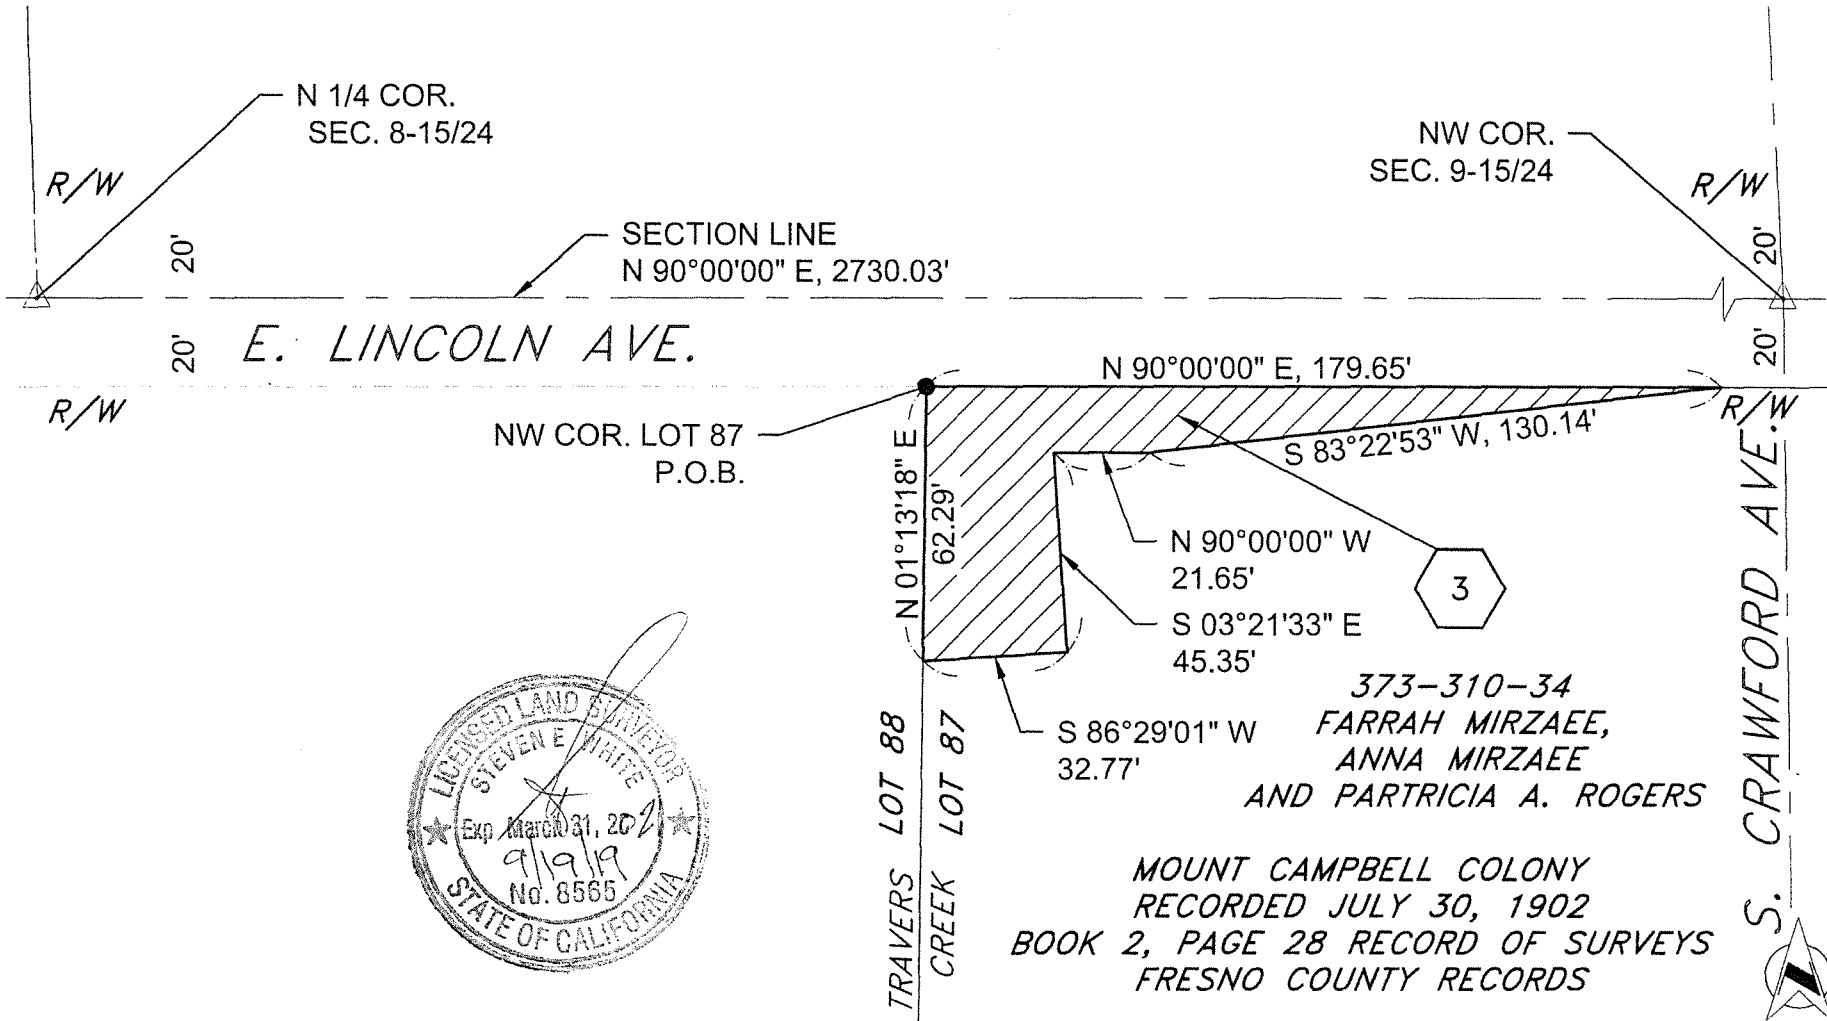 N 1/4 COR.
SEC. 8-15/24
NW COR.
SEC. 9-15/24
R/W
R/W
20'
20'
SECTION LINE
N 90°00'00" E, 2730.03'
E. LINCOLN AVE.
20'
20'
N 90°00'00" E, 179.65'
R/W
R/W
NW COR. LOT 87
P.O.B.
S 83°22'53" W, 130.14'
N 01°13'18" E
62.29'
N 90°00'00" W
21.65'
3
S 03°21'33" E
45.35'
S. CRAWFORD AVE.
S 86°29'01" W
32.77'
373-310-34
FARRAH MIRZAEE,
ANNA MIRZAEE
AND PARTRICIA A. ROGERS
TRAVERS LOT 88
CREEK LOT 87
LICENSED LAND SURVEYOR
STEVEN E. WHITE
Exp March 31, 202
9/19/19
No. 8565
STATE OF CALIFORNIA
MOUNT CAMPBELL COLONY
RECORDED JULY 30, 1902
BOOK 2, PAGE 28 RECORD OF SURVEYS
FRESNO COUNTY RECORDS